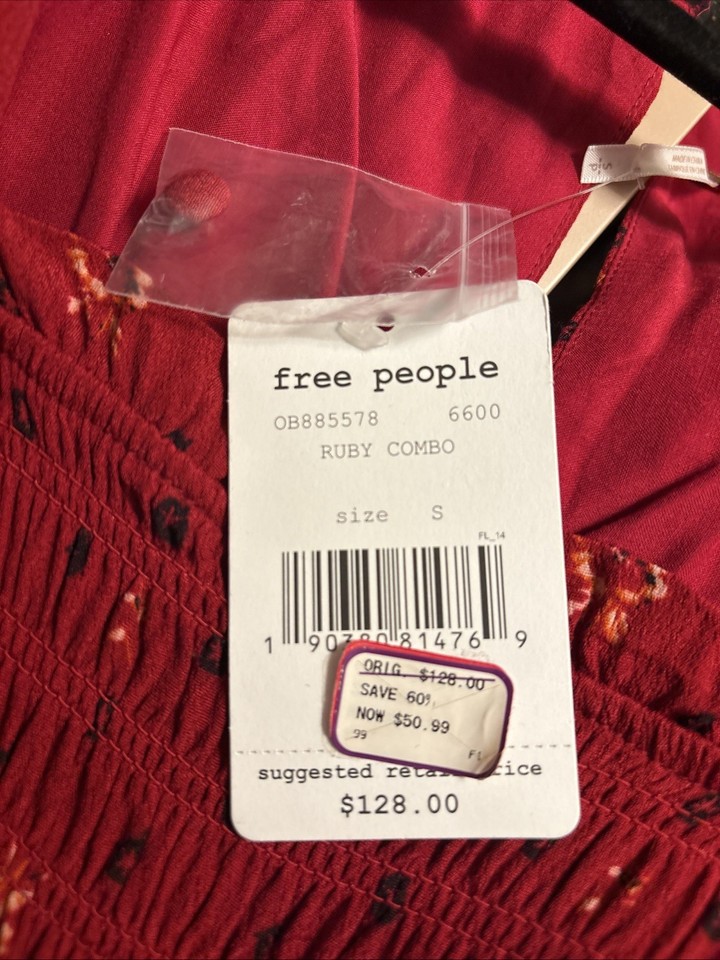 free people
OB885578 6600
RUBY COMBO
size S
FL_14
1 90380 81476 9
ORIG. $128.00
SAVE 60%
NOW $50.99
99 FL
suggested price
$128.00